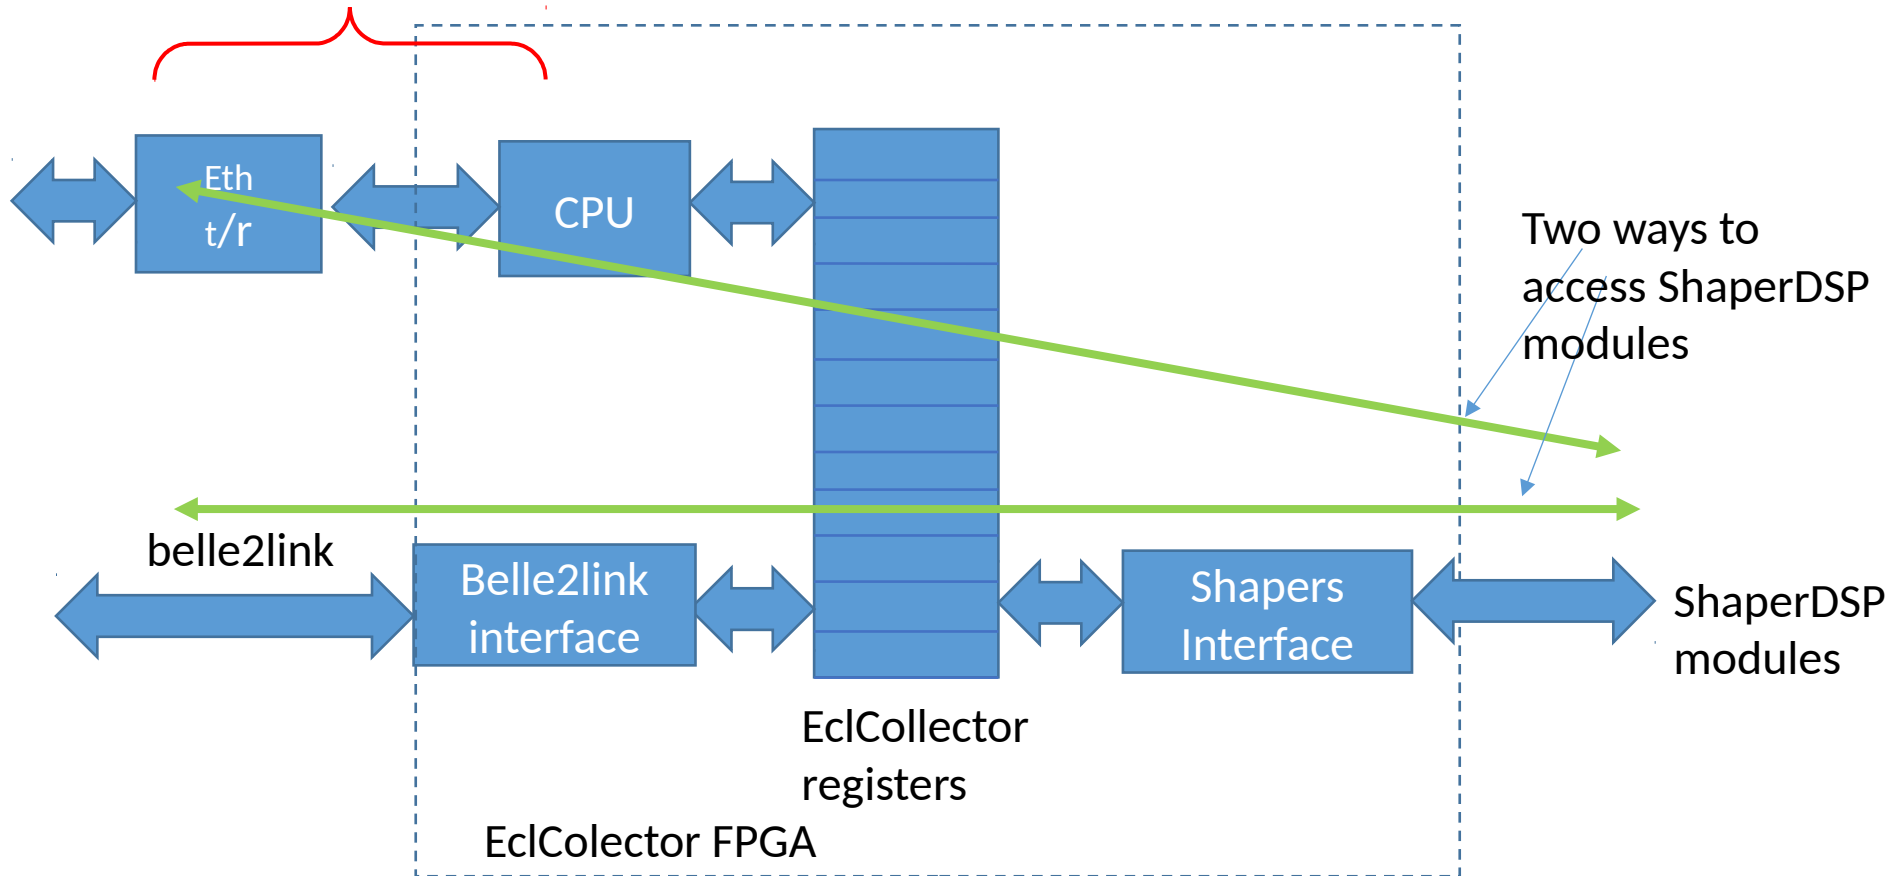 Eth
t/r
CPU
Two ways to
access ShaperDSP
modules
belle2link
Belle2link
interface
Shapers
Interface
ShaperDSP
modules
EclCollector
registers
EclColector FPGA